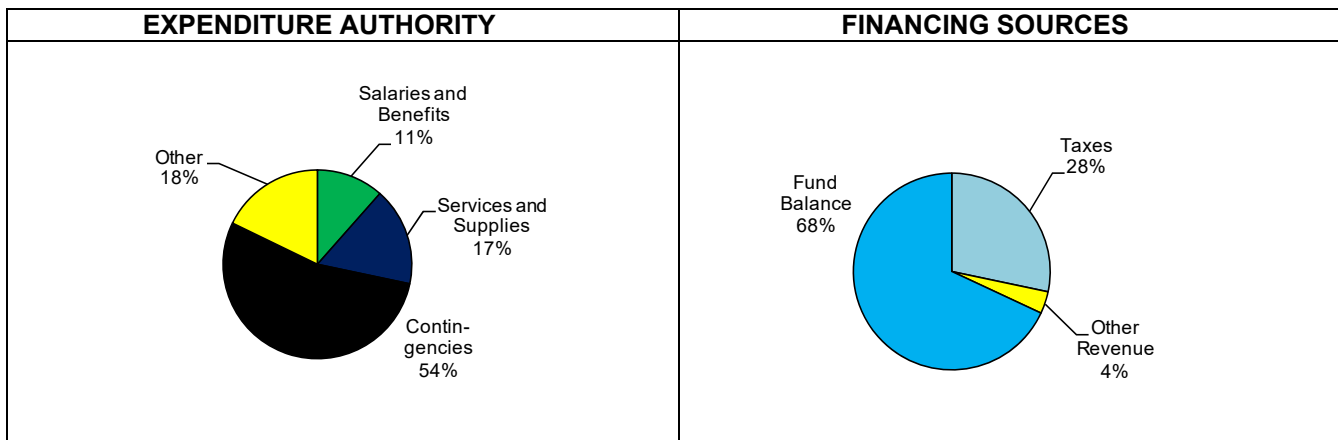 EXPENDITURE AUTHORITY
Salaries and
Benefits
11%
Other
18%
Services and
Supplies
17%
Contin-
gencies
54%
FINANCING SOURCES
Taxes
28%
Fund
Balance
68%
Other
Revenue
4%